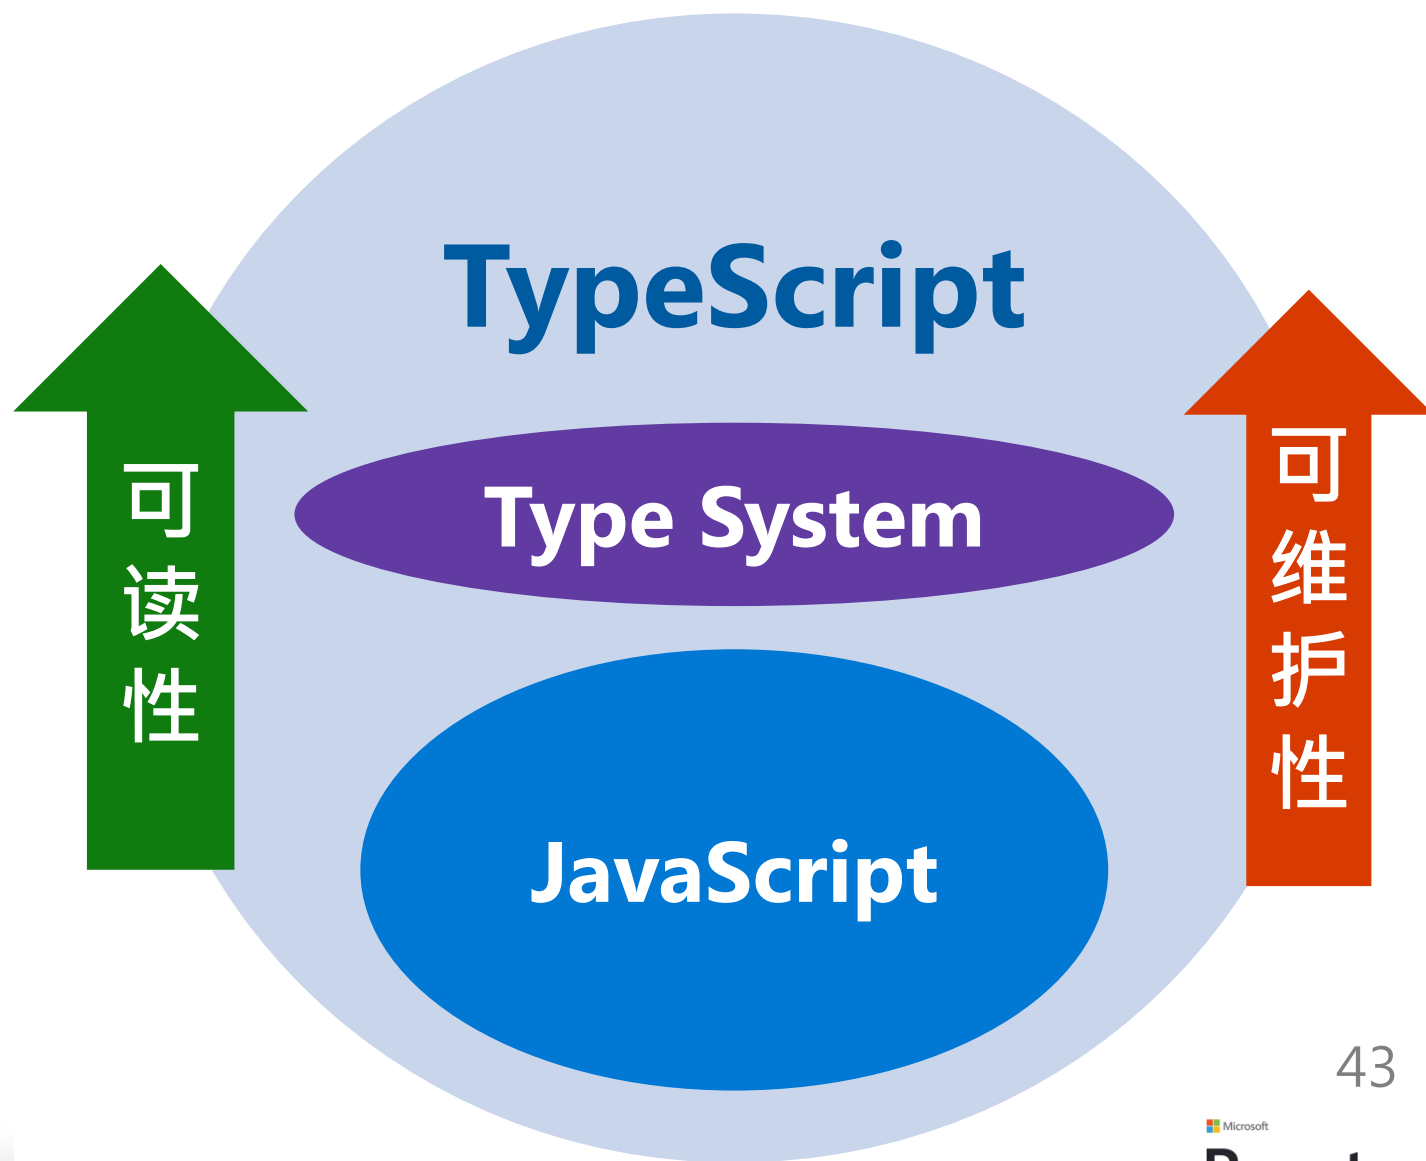 TypeScript
Type System
JavaScript
可读性
可维护性
43
Microsoft